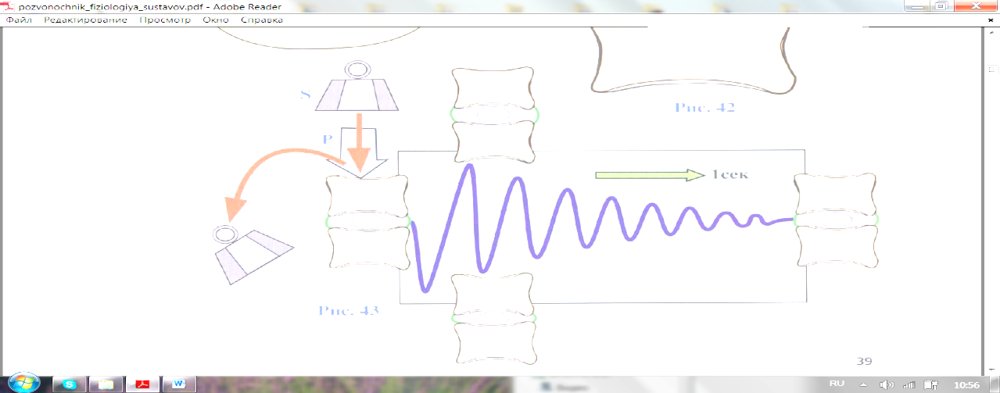 pozvonochnik_fiziologiya_sustavov.pdf - Adobe Reader
Файл Редактирование Просмотр Окно Справка
S
Рис. 42
P
1сек
Рис. 43
39
RU 10:56